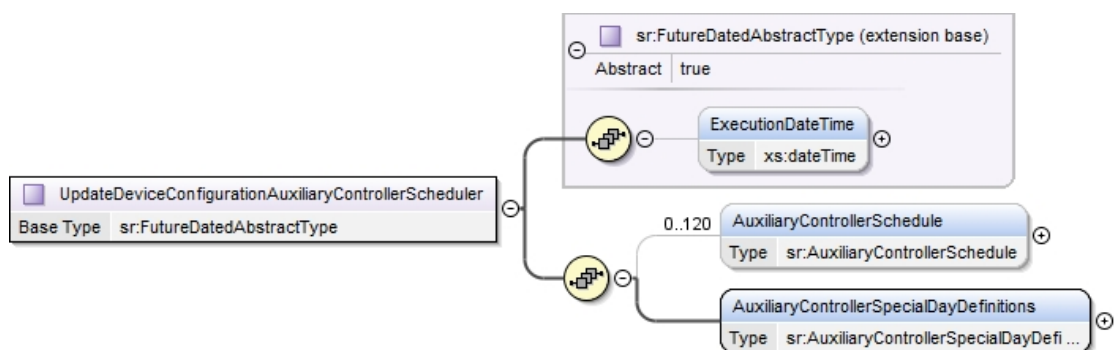 sr:FutureDatedAbstractType (extension base)
Abstract true
ExecutionDateTime
Type xs:dateTime
UpdateDeviceConfigurationAuxiliaryControllerScheduler
Base Type sr:FutureDatedAbstractType
0..120 AuxiliaryControllerSchedule
Type sr:AuxiliaryControllerSchedule
AuxiliaryControllerSpecialDayDefinitions
Type sr:AuxiliaryControllerSpecialDayDefi ...